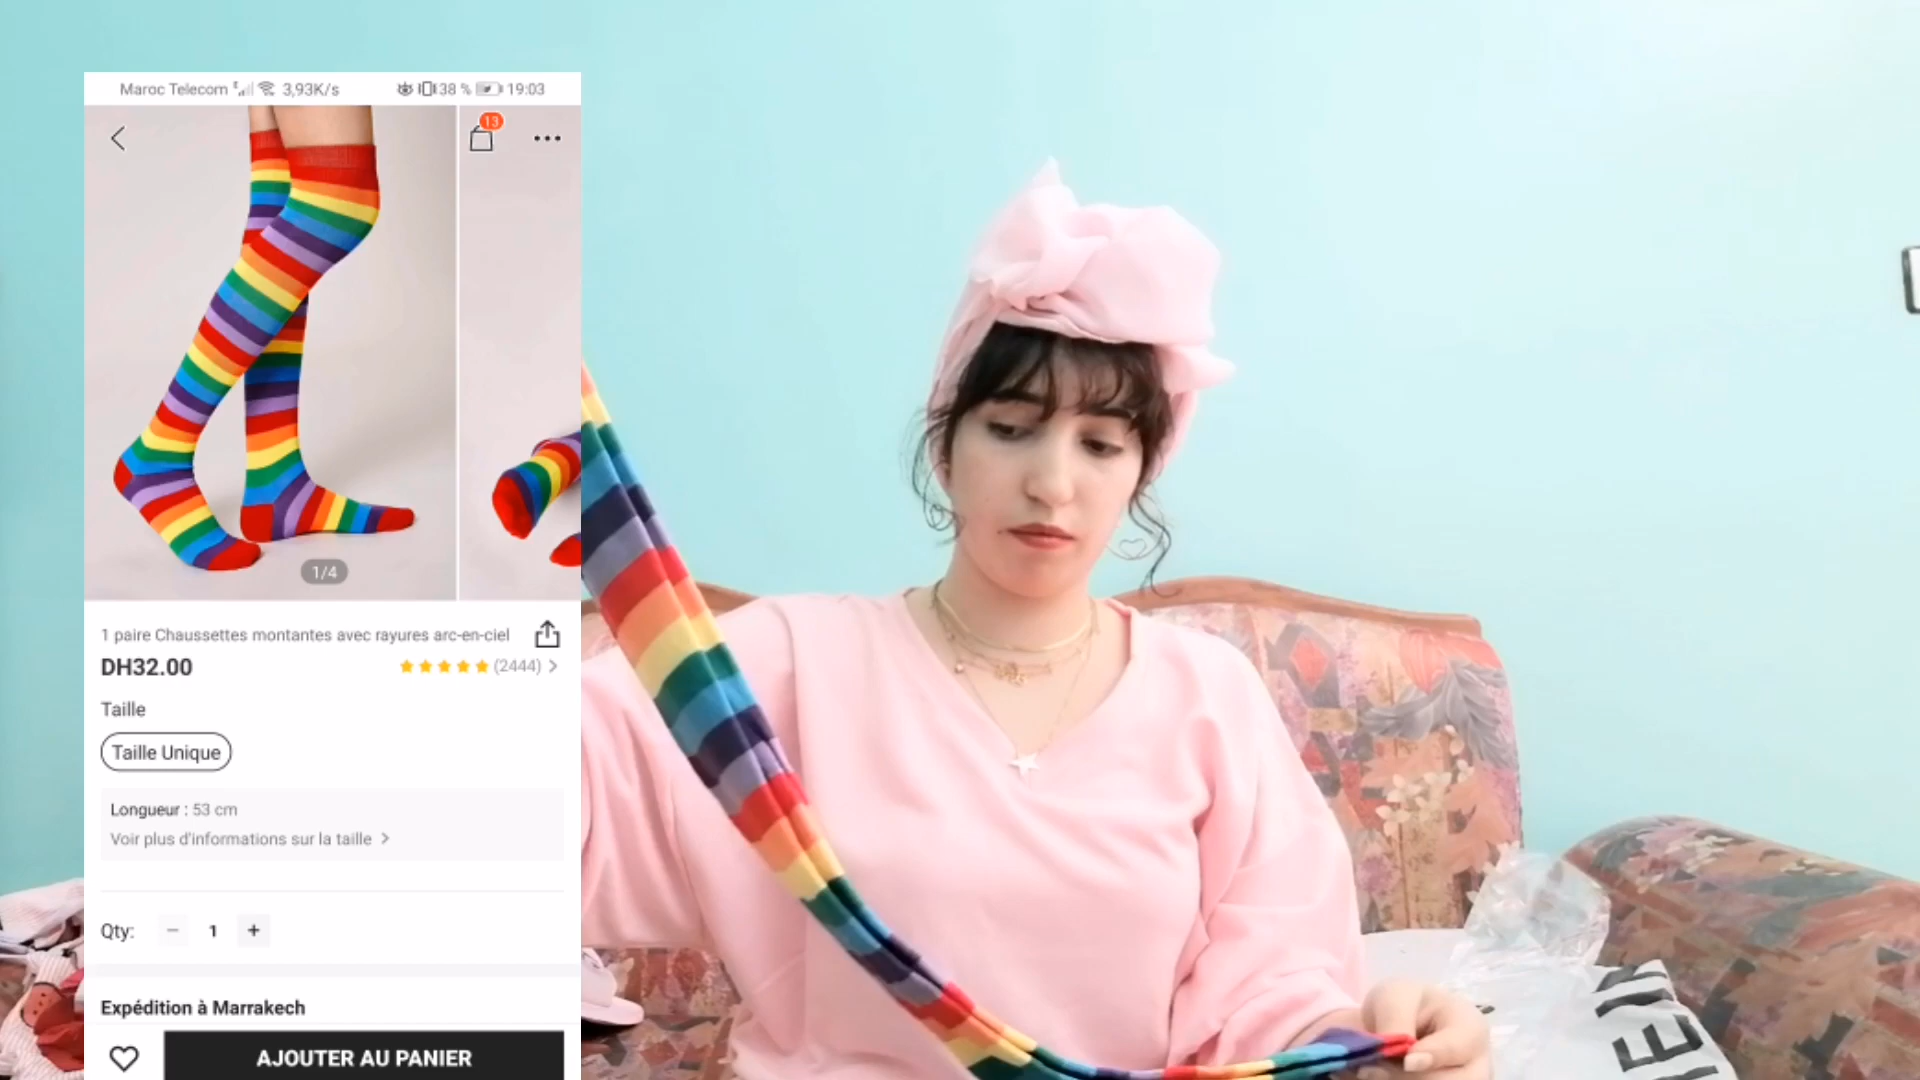 Maroc Telecom 3,93K/s 38 % 19:03
13
1/4
1 paire Chaussettes montantes avec rayures arc-en-ciel
DH32.00 (2444)
Taille
Taille Unique
Longueur : 53 cm
Voir plus d'informations sur la taille
Qty: − 1 +
Expédition à Marrakech
AJOUTER AU PANIER